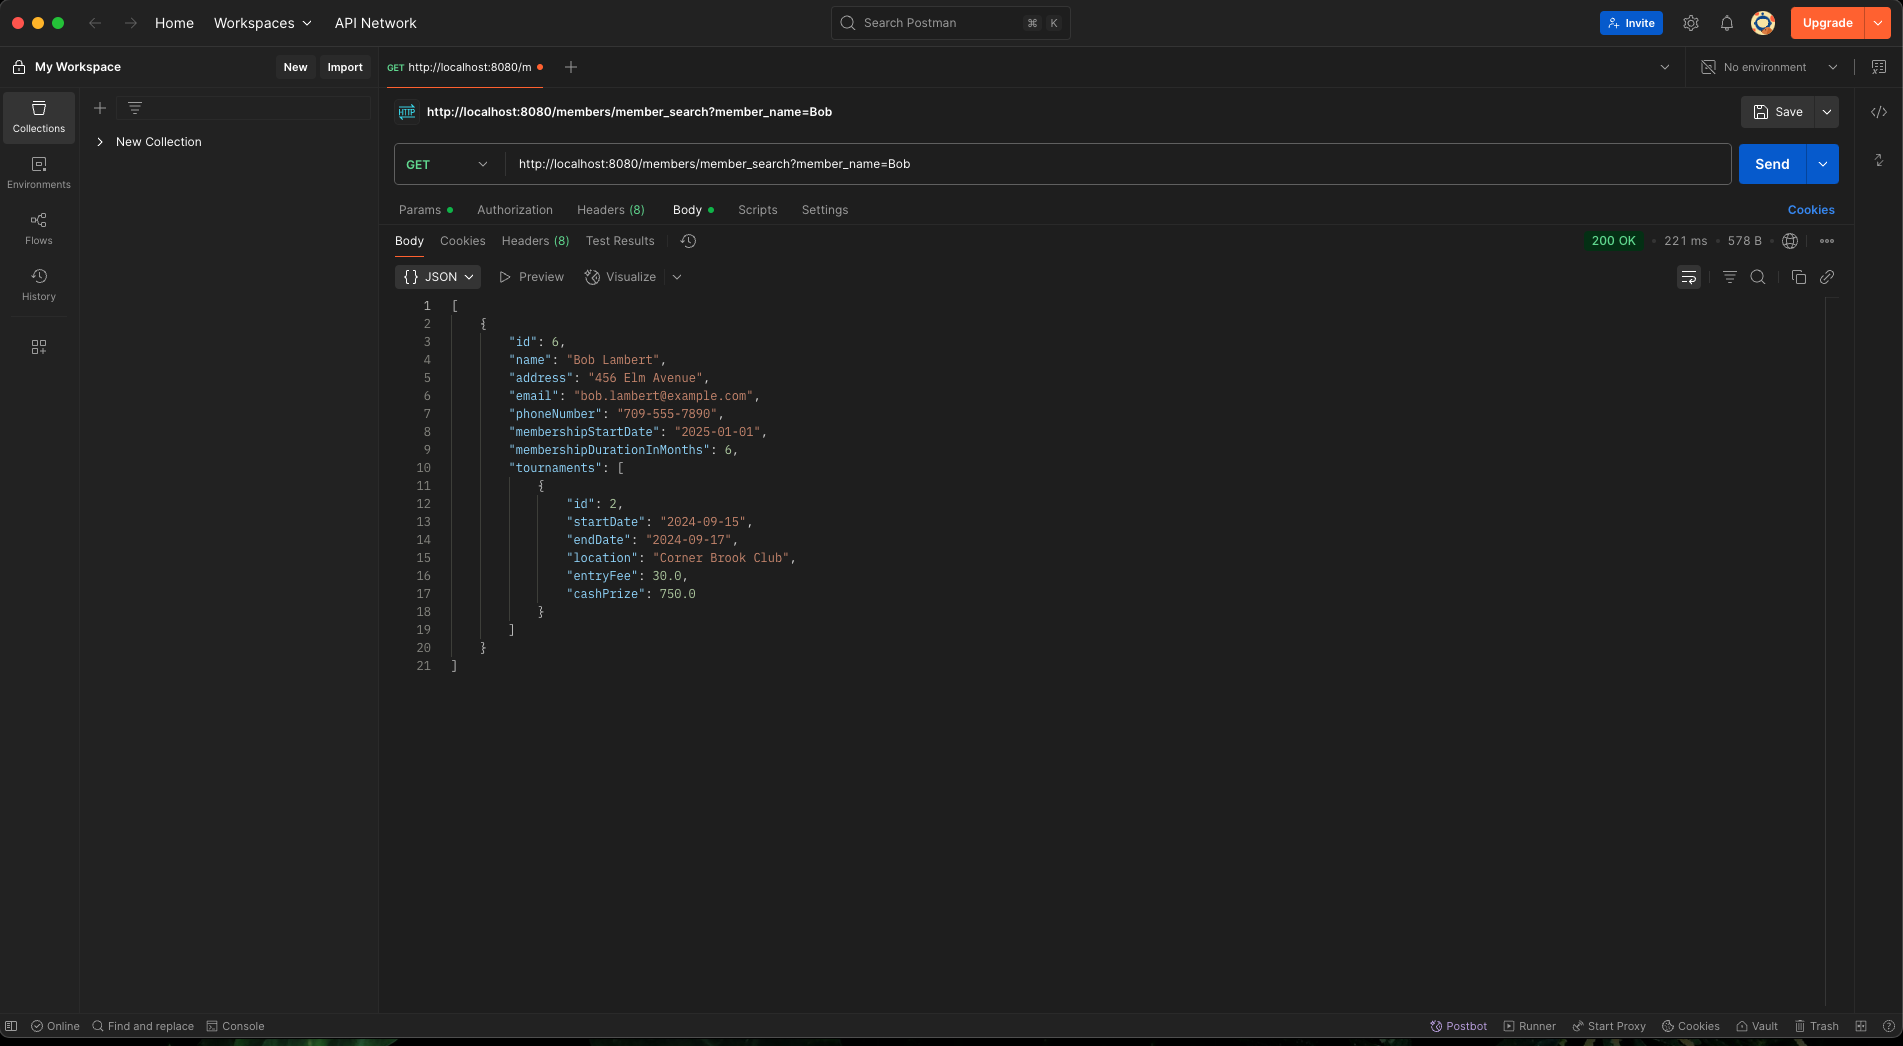 Home Workspaces API Network Search Postman ⌘ K Invite Upgrade
My Workspace New Import GET http://localhost:8080/m No environment
Collections
New Collection
Environments
Flows
History
HTTP http://localhost:8080/members/member_search?member_name=Bob Save
GET http://localhost:8080/members/member_search?member_name=Bob Send
Params Authorization Headers (8) Body Scripts Settings Cookies
Body Cookies Headers (8) Test Results 200 OK 221 ms 578 B
{} JSON Preview Visualize
1 [
2 {
3 "id": 6,
4 "name": "Bob Lambert",
5 "address": "456 Elm Avenue",
6 "email": "bob.lambert@example.com",
7 "phoneNumber": "709-555-7890",
8 "membershipStartDate": "2025-01-01",
9 "membershipDurationInMonths": 6,
10 "tournaments": [
11 {
12 "id": 2,
13 "startDate": "2024-09-15",
14 "endDate": "2024-09-17",
15 "location": "Corner Brook Club",
16 "entryFee": 30.0,
17 "cashPrize": 750.0
18 }
19 ]
20 }
21 ]
Online Find and replace Console Postbot Runner Start Proxy Cookies Vault Trash